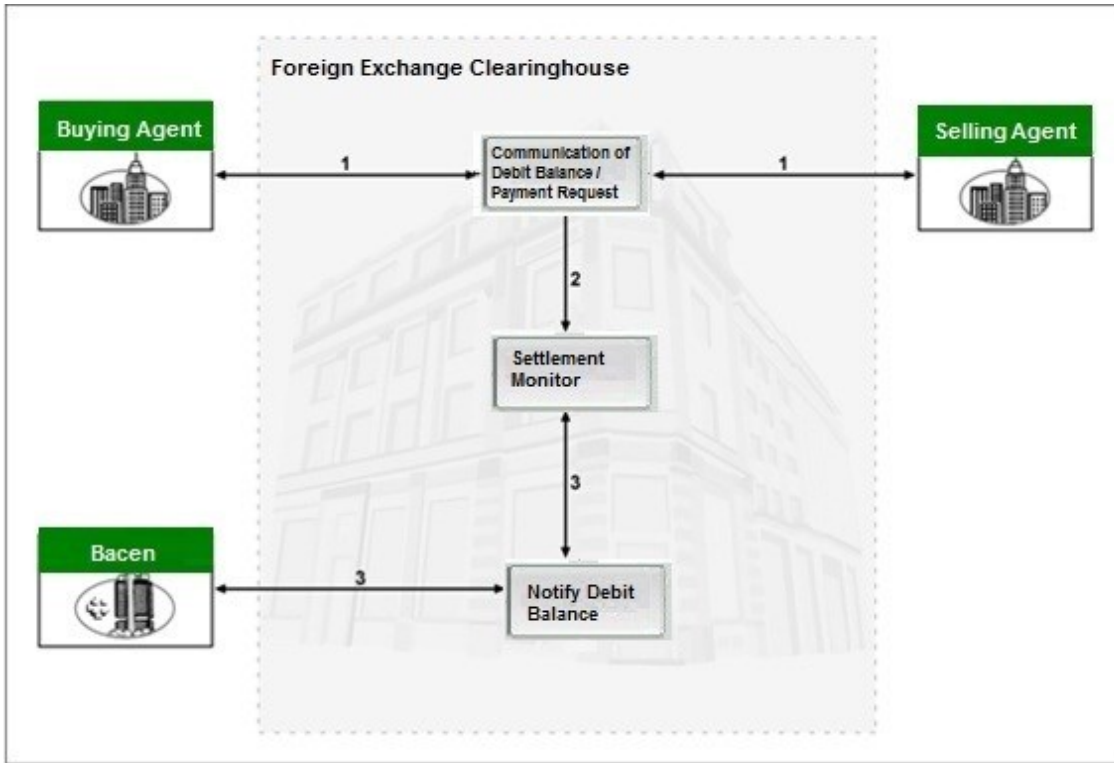 Foreign Exchange Clearinghouse
Buying Agent
Selling Agent
1
Communication of
Debit Balance /
Payment Request
1
2
Settlement
Monitor
3
Bacen
3
Notify Debit
Balance